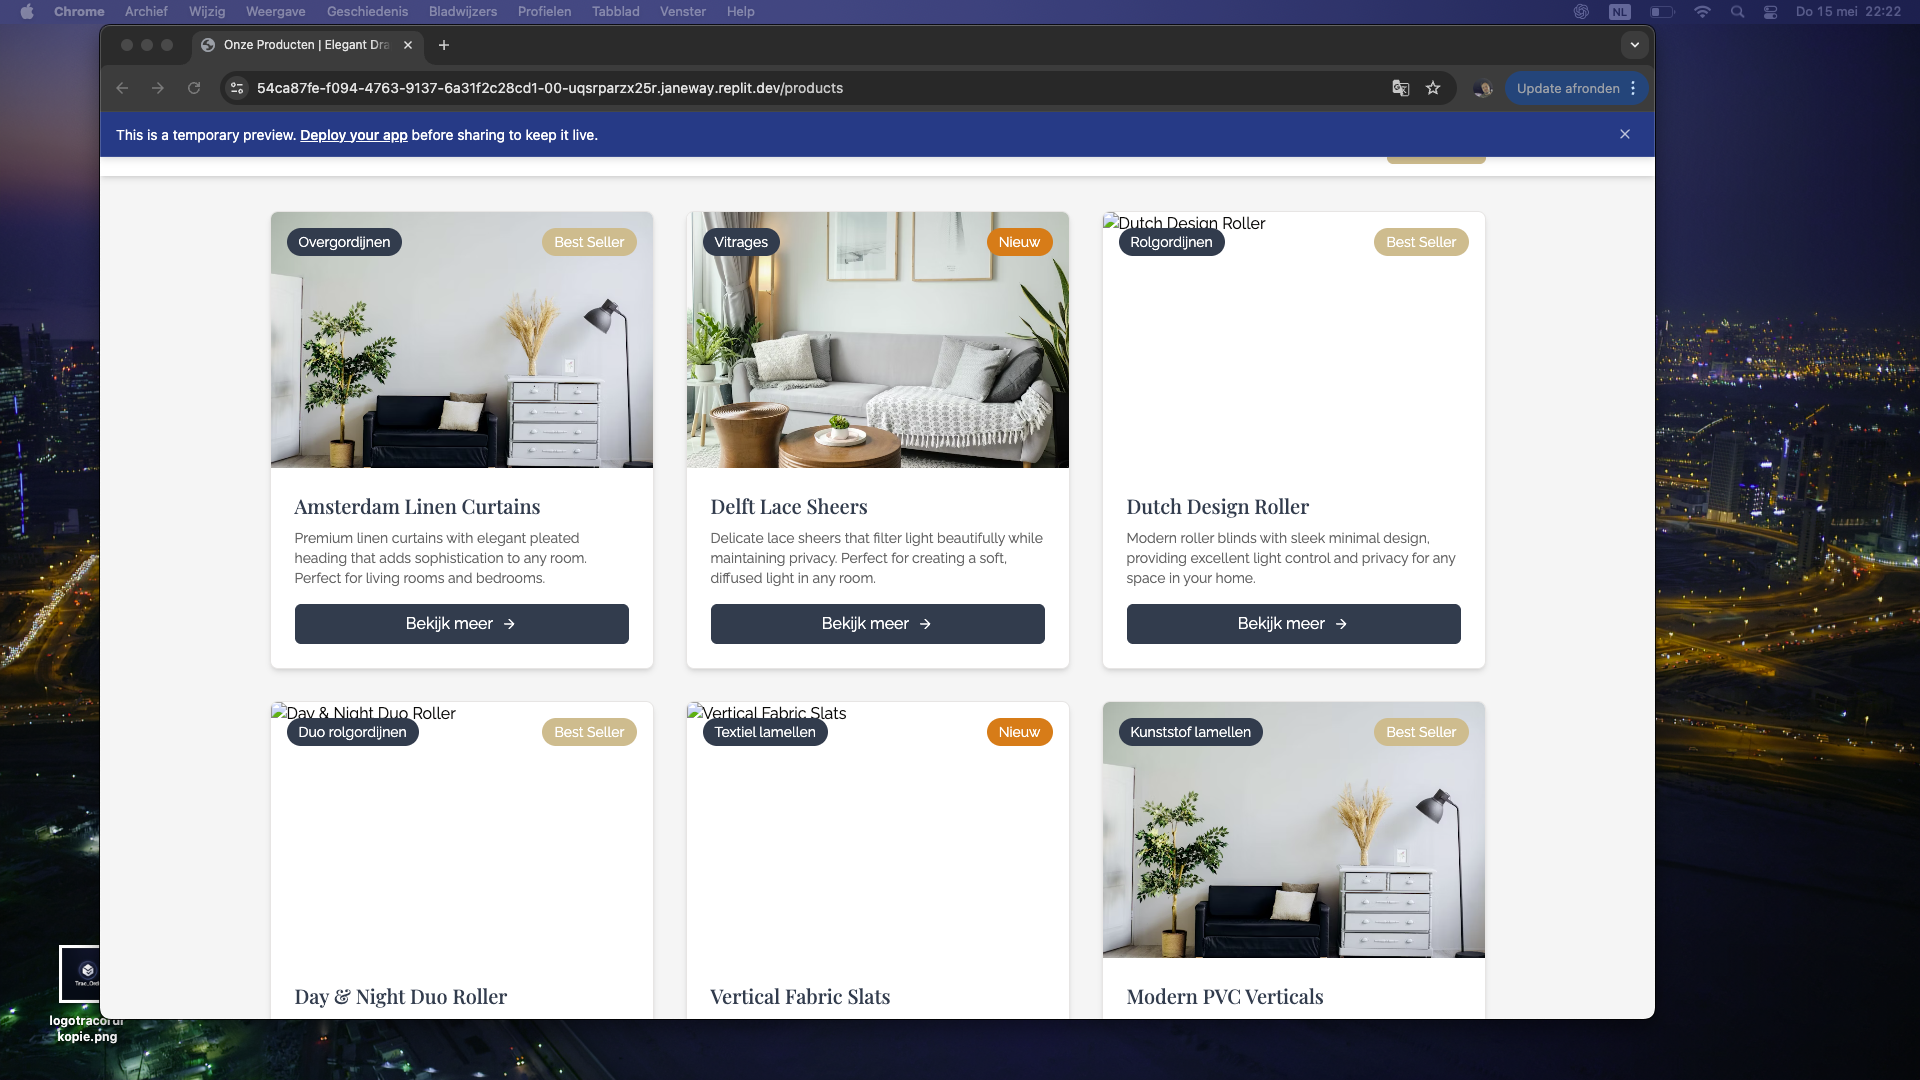 Chrome Archief Wijzig Weergave Geschiedenis Bladwijzers Profielen Tabblad Venster Help NL Do 15 mei 22:22
Onze Producten | Elegant Dra
54ca87fe-f094-4763-9137-6a31f2c28cd1-00-uqsrparzx25r.janeway.replit.dev/products
Update afronden
This is a temporary preview. Deploy your app before sharing to keep it live.
Overgordijnen
Best Seller
Vitrages
Nieuw
Dutch Design Roller
Rolgordijnen
Best Seller
Amsterdam Linen Curtains
Premium linen curtains with elegant pleated
heading that adds sophistication to any room.
Perfect for living rooms and bedrooms.
Bekijk meer →
Delft Lace Sheers
Delicate lace sheers that filter light beautifully while
maintaining privacy. Perfect for creating a soft,
diffused light in any room.
Bekijk meer →
Dutch Design Roller
Modern roller blinds with sleek minimal design,
providing excellent light control and privacy for any
space in your home.
Bekijk meer →
Day & Night Duo Roller
Duo rolgordijnen
Best Seller
Vertical Fabric Slats
Textiel lamellen
Nieuw
Kunststof lamellen
Best Seller
Day & Night Duo Roller
Vertical Fabric Slats
Modern PVC Verticals
logotracordi
kopie.png